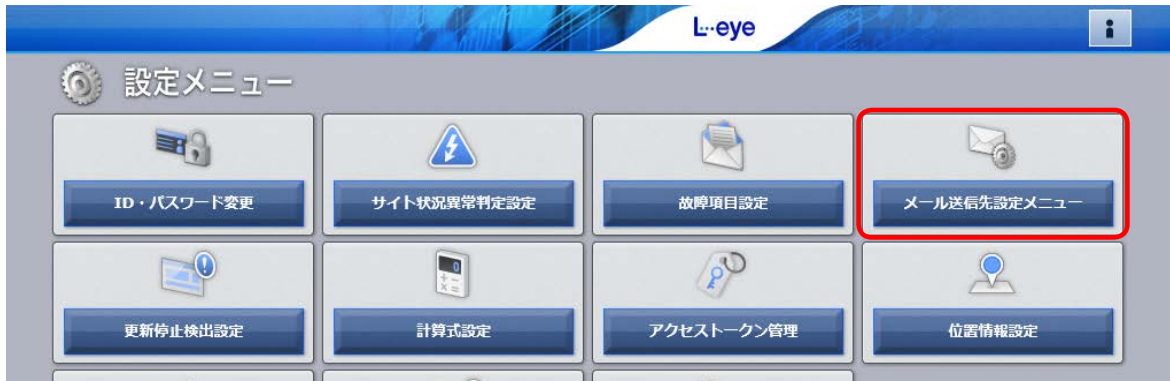 L-eye
設定メニュー
ID・パスワード変更
サイト状況異常判定設定
故障項目設定
メール送信先設定メニュー
更新停止検出設定
計算式設定
アクセストークン管理
位置情報設定